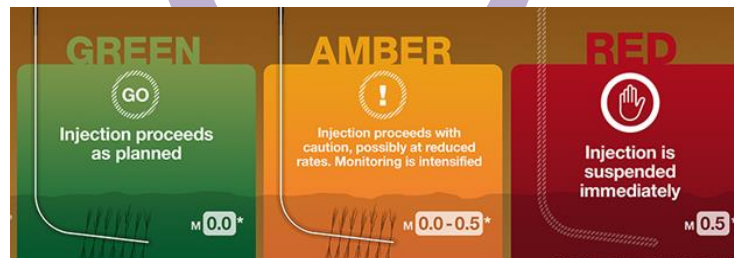 GREEN
GO
Injection proceeds
as planned
M 0.0*
AMBER
!
Injection proceeds with
caution, possibly at reduced
rates. Monitoring is intensified
M 0.0 - 0.5*
RED
Injection is
suspended
immediately
M 0.5*